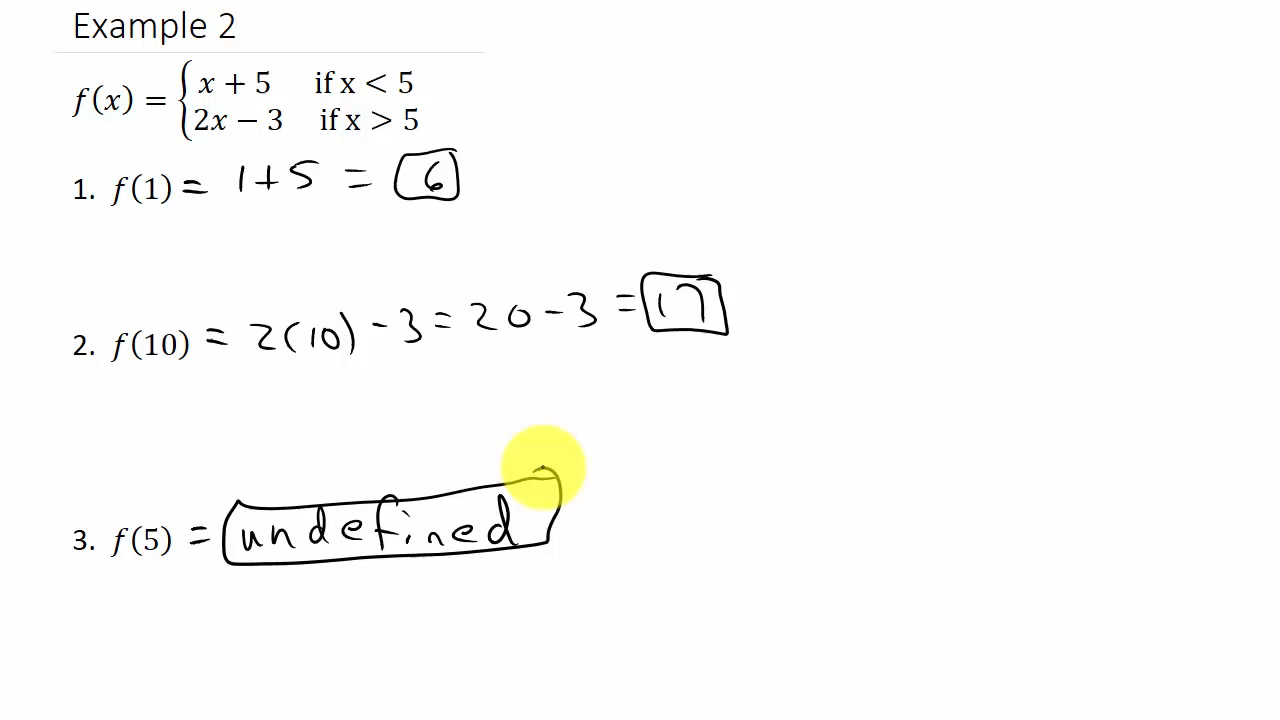 Example 2
f(x) = { x + 5 if x < 5
2x − 3 if x > 5
1. f(1) = 1+5 = 6
2. f(10) = 2(10) - 3 = 20 - 3 = 17
3. f(5) = undefined